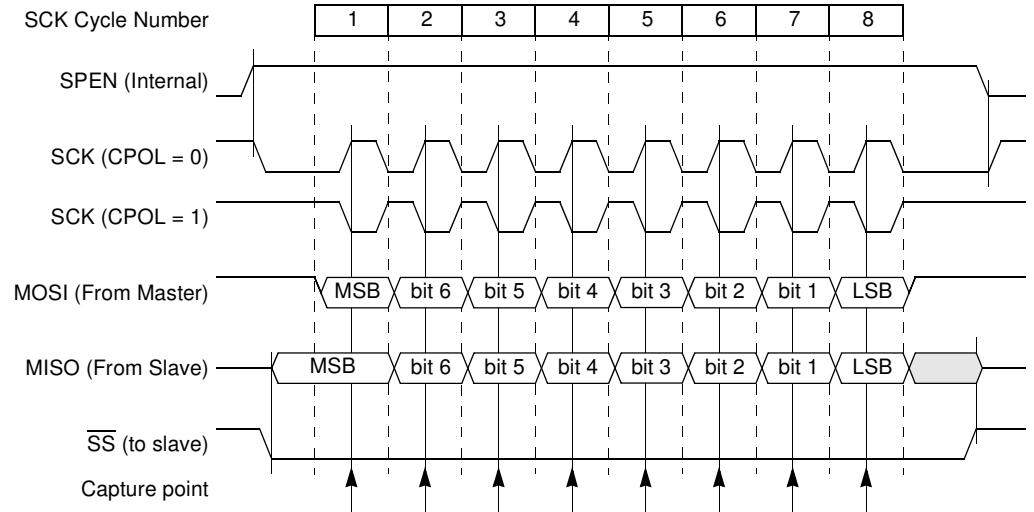 SCK Cycle Number 1 2 3 4 5 6 7 8
SPEN (Internal)
SCK (CPOL = 0)
SCK (CPOL = 1)
MOSI (From Master) MSB bit 6 bit 5 bit 4 bit 3 bit 2 bit 1 LSB
MISO (From Slave) MSB bit 6 bit 5 bit 4 bit 3 bit 2 bit 1 LSB
SS (to slave)
Capture point